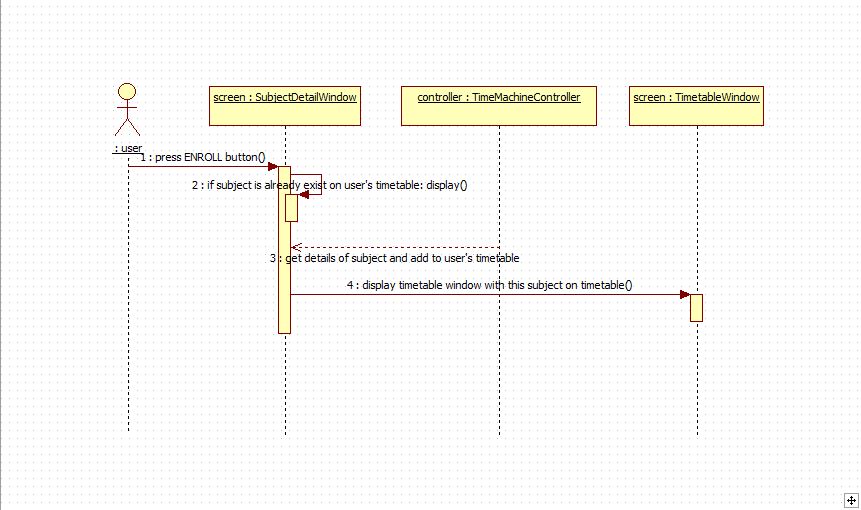 screen : SubjectDetailWindow
controller : TimeMachineController
screen : TimetableWindow
: user
1 : press ENROLL button()
2 : if subject is already exist on user's timetable: display()
3 : get details of subject and add to user's timetable
4 : display timetable window with this subject on timetable()